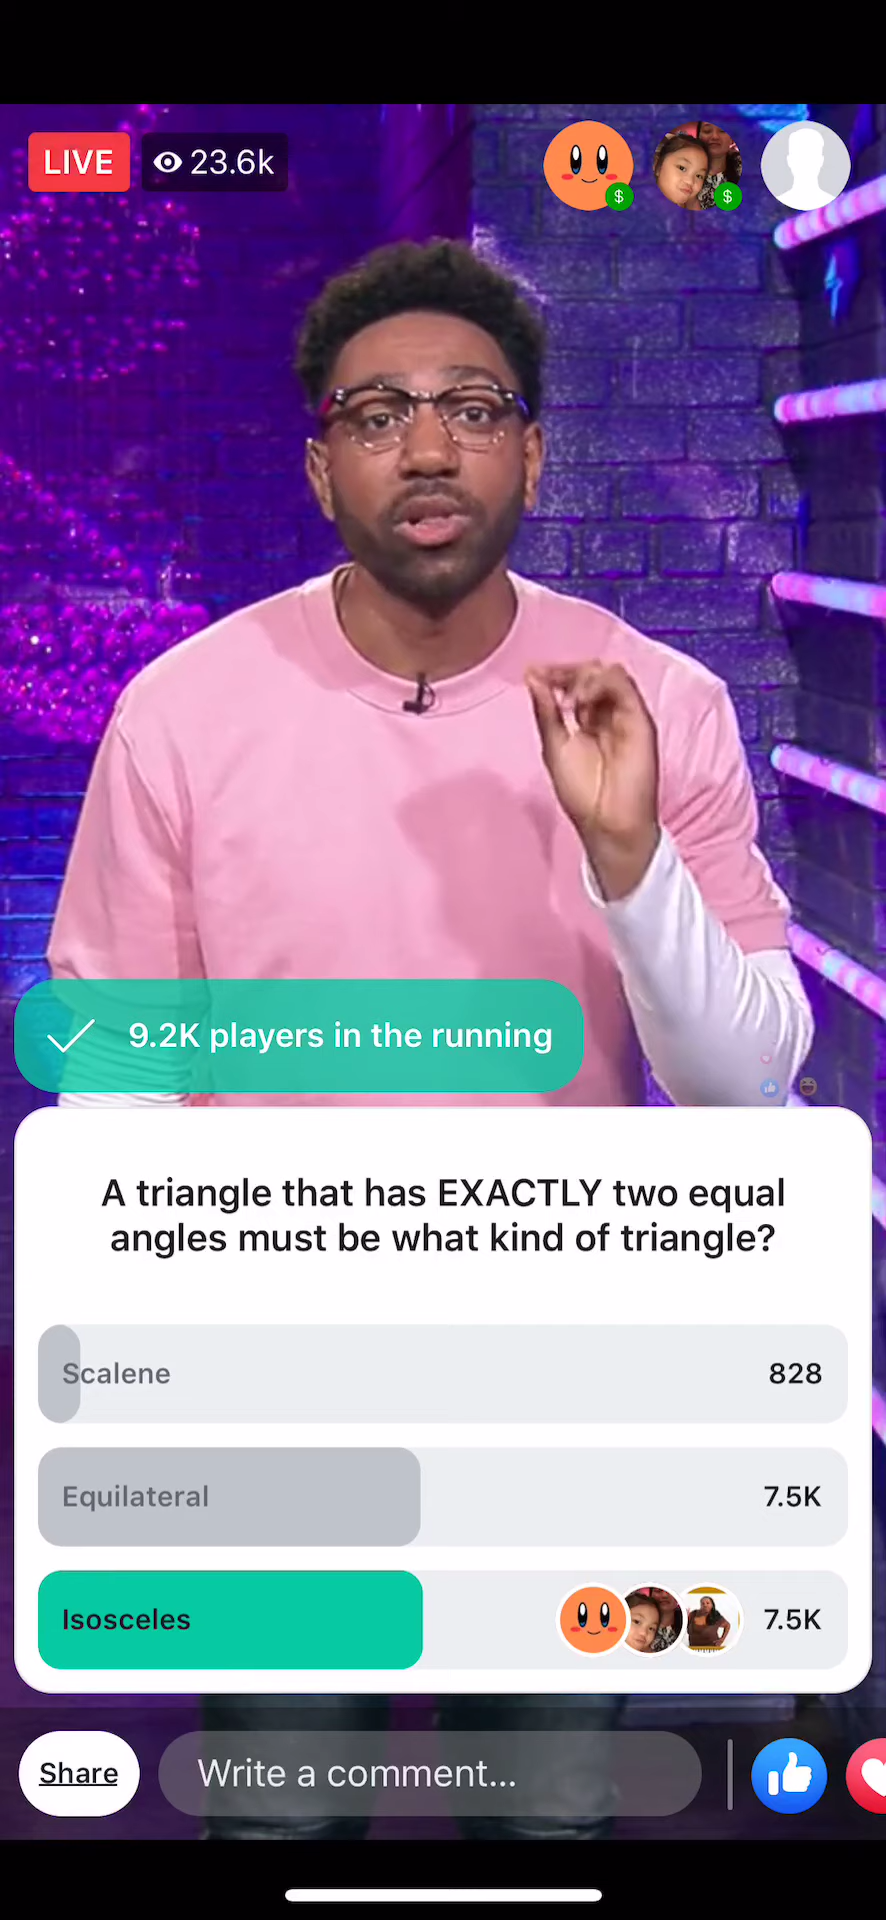 LIVE
23.6k
$
$
9.2K players in the running
A triangle that has EXACTLY two equal
angles must be what kind of triangle?
Scalene
828
Equilateral
7.5K
Isosceles
7.5K
Share
Write a comment...